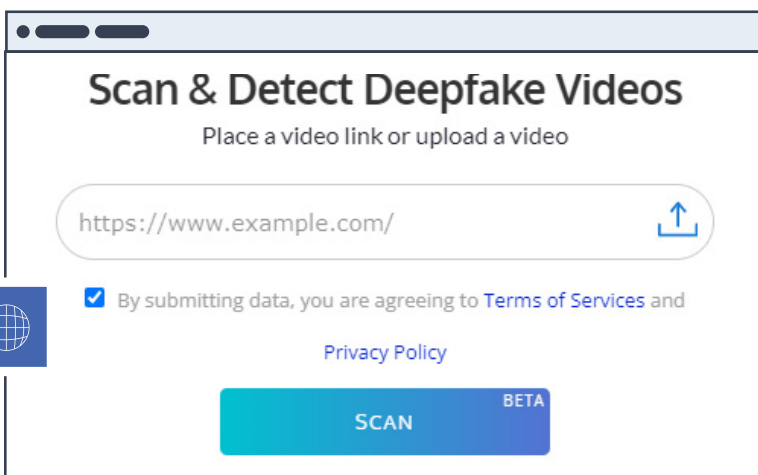 Scan & Detect Deepfake Videos
Place a video link or upload a video
https://www.example.com/
By submitting data, you are agreeing to Terms of Services and
Privacy Policy
BETA
SCAN